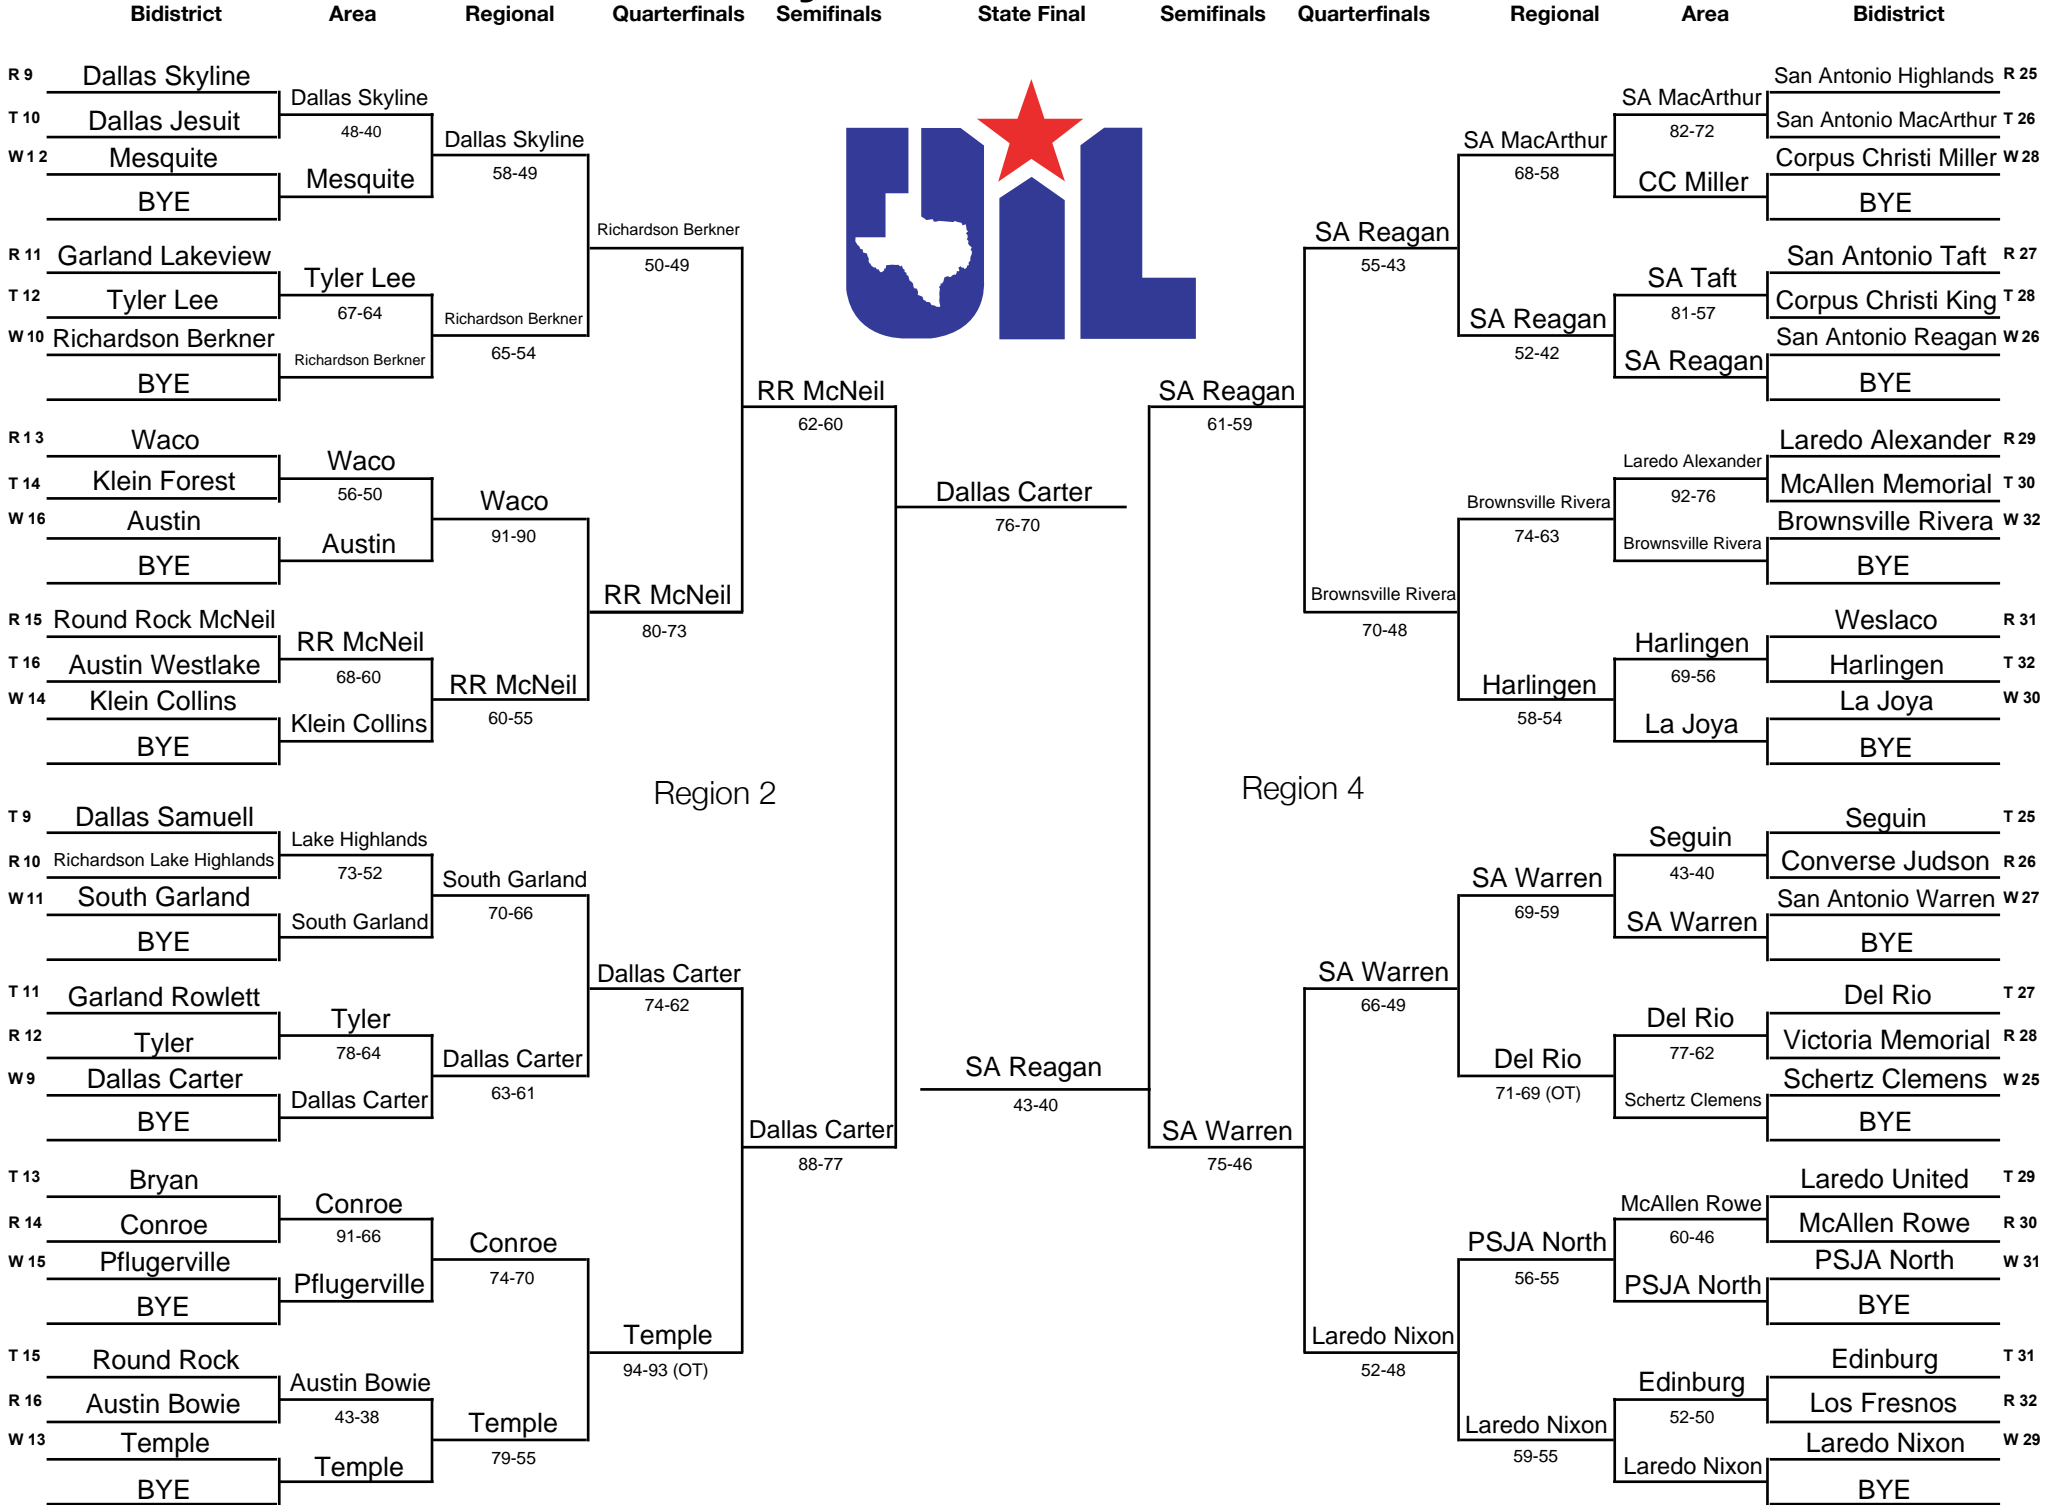 Bidistrict Area Regional Quarterfinals Semifinals State Final Semifinals Quarterfinals Regional Area Bidistrict
R 9 Dallas Skyline
Dallas Skyline
48-40
T 10 Dallas Jesuit
Dallas Skyline
58-49
W 12 Mesquite
Mesquite
BYE
Richardson Berkner
50-49
R 11 Garland Lakeview
Tyler Lee
67-64
T 12 Tyler Lee
Richardson Berkner
65-54
W 10 Richardson Berkner
Richardson Berkner
BYE
RR McNeil
62-60
R 13 Waco
Waco
56-50
T 14 Klein Forest
Waco
91-90
W 16 Austin
Austin
BYE
RR McNeil
80-73
R 15 Round Rock McNeil
RR McNeil
68-60
T 16 Austin Westlake
RR McNeil
60-55
W 14 Klein Collins
Klein Collins
BYE
Region 2
Dallas Carter
76-70
T 9 Dallas Samuell
Lake Highlands
73-52
R 10 Richardson Lake Highlands
South Garland
70-66
W 11 South Garland
South Garland
BYE
Dallas Carter
74-62
T 11 Garland Rowlett
Tyler
78-64
R 12 Tyler
Dallas Carter
63-61
W 9 Dallas Carter
Dallas Carter
BYE
Dallas Carter
88-77
T 13 Bryan
Conroe
91-66
R 14 Conroe
Conroe
74-70
W 15 Pflugerville
Pflugerville
BYE
Temple
94-93 (OT)
T 15 Round Rock
Austin Bowie
43-38
R 16 Austin Bowie
Temple
79-55
W 13 Temple
Temple
BYE
UIL
San Antonio Highlands R 25
SA MacArthur
82-72
San Antonio MacArthur T 26
SA MacArthur
68-58
Corpus Christi Miller W 28
CC Miller
BYE
SA Reagan
55-43
San Antonio Taft R 27
SA Taft
81-57
Corpus Christi King T 28
SA Reagan
52-42
San Antonio Reagan W 26
SA Reagan
BYE
SA Reagan
61-59
Laredo Alexander R 29
Laredo Alexander
92-76
McAllen Memorial T 30
Brownsville Rivera
74-63
Brownsville Rivera W 32
Brownsville Rivera
BYE
Brownsville Rivera
70-48
Weslaco R 31
Harlingen
69-56
Harlingen T 32
Harlingen
58-54
La Joya W 30
La Joya
BYE
Region 4
SA Reagan
43-40
Seguin T 25
Seguin
43-40
Converse Judson R 26
SA Warren
69-59
San Antonio Warren W 27
SA Warren
BYE
SA Warren
66-49
Del Rio T 27
Del Rio
77-62
Victoria Memorial R 28
Del Rio
71-69 (OT)
Schertz Clemens W 25
Schertz Clemens
BYE
SA Warren
75-46
Laredo United T 29
McAllen Rowe
60-46
McAllen Rowe R 30
PSJA North
56-55
PSJA North W 31
PSJA North
BYE
Laredo Nixon
52-48
Edinburg T 31
Edinburg
52-50
Los Fresnos R 32
Laredo Nixon
59-55
Laredo Nixon W 29
Laredo Nixon
BYE